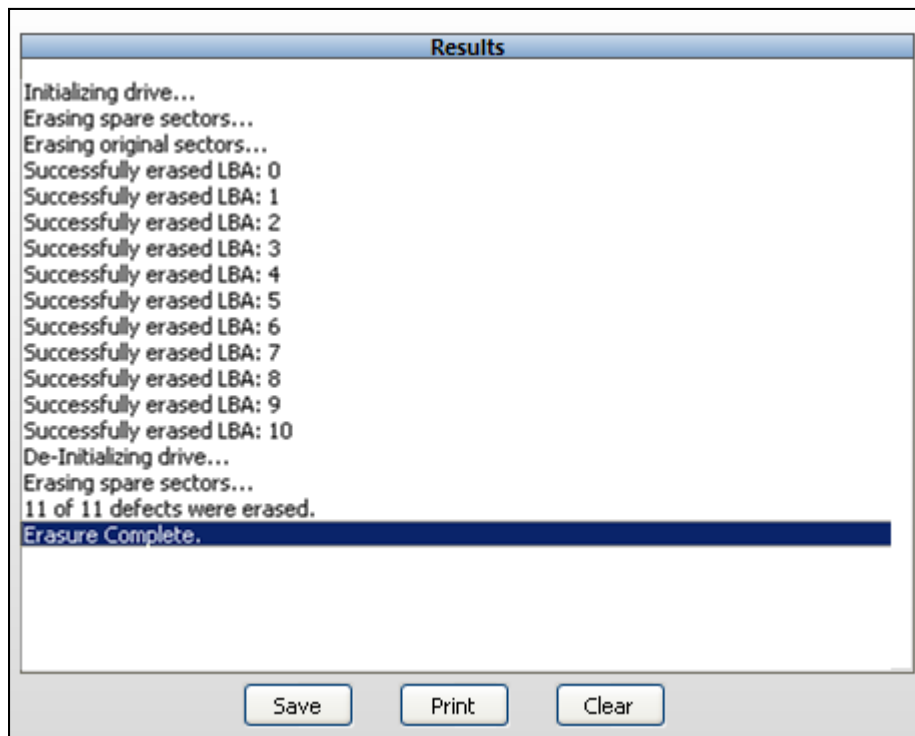 Results
Initializing drive...
Erasing spare sectors...
Erasing original sectors...
Successfully erased LBA: 0
Successfully erased LBA: 1
Successfully erased LBA: 2
Successfully erased LBA: 3
Successfully erased LBA: 4
Successfully erased LBA: 5
Successfully erased LBA: 6
Successfully erased LBA: 7
Successfully erased LBA: 8
Successfully erased LBA: 9
Successfully erased LBA: 10
De-Initializing drive...
Erasing spare sectors...
11 of 11 defects were erased.
Erasure Complete.
Save Print Clear